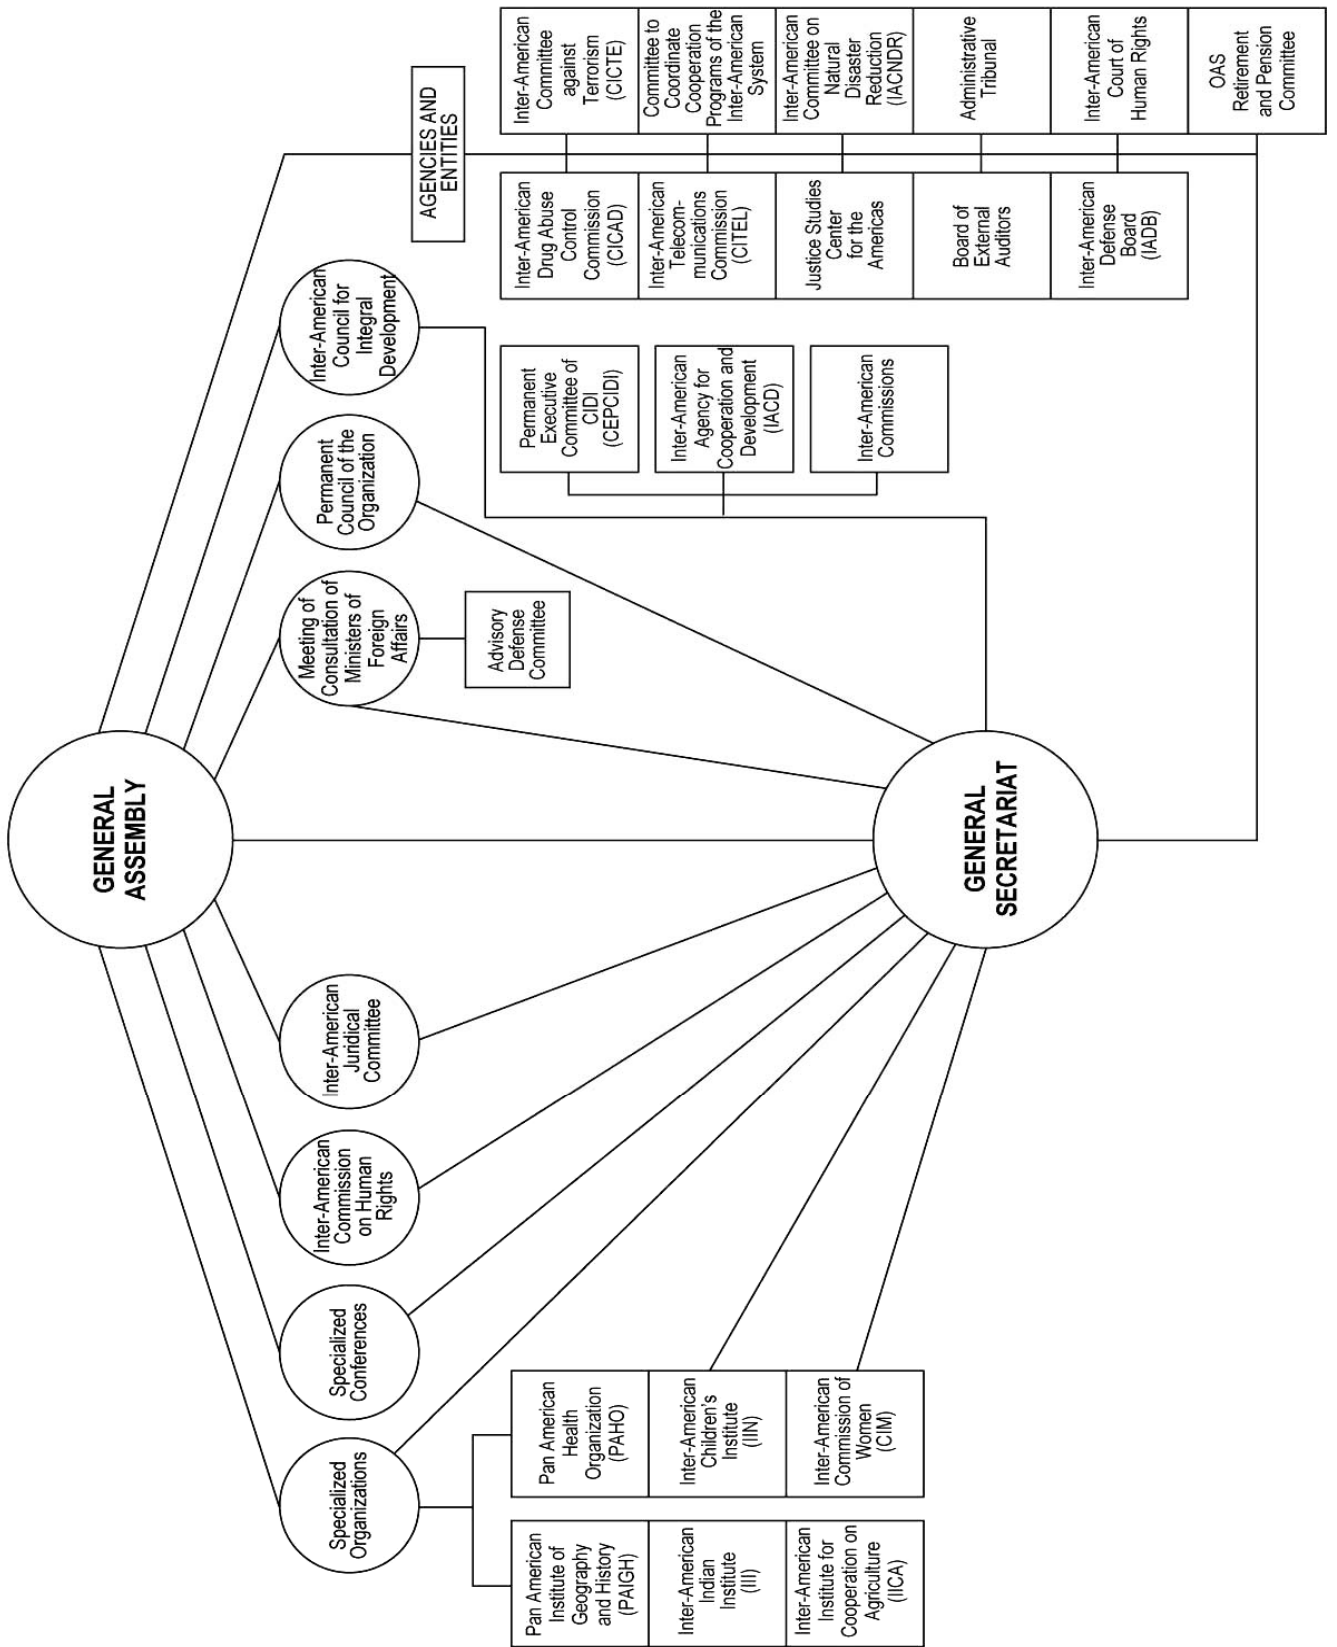 GENERAL
ASSEMBLY
Specialized
Organizations
Specialized
Conferences
Inter-American
Commission
on Human
Rights
Inter-American
Juridical
Committee
Meeting of
Consultation of
Ministers of
Foreign
Affairs
Permanent
Council of the
Organization
Inter-American
Council for
Integral
Development
AGENCIES AND
ENTITIES
Advisory
Defense
Committee
Pan American
Institute of
Geography
and History
(PAIGH)
Pan American
Health
Organization
(PAHO)
Inter-American
Indian
Institute
(III)
Inter-American
Children's
Institute
(IIN)
Inter-American
Institute for
Cooperation on
Agriculture
(IICA)
Inter-American
Commission of
Women
(CIM)
Permanent
Executive
Committee of
CIDI
(CEPCIDI)
Inter-American
Agency for
Cooperation and
Development
(IACD)
Inter-American
Commissions
Inter-American
Drug Abuse
Control
Commission
(CICAD)
Inter-American
Committee
against
Terrorism
(CICTE)
Inter-American
Telecom-
munications
Commission
(CITEL)
Committee to
Coordinate
Cooperation
Programs of the
Inter-American
System
Justice Studies
Center
for the
Americas
Inter-American
Committee on
Natural
Disaster
Reduction
(IACNDR)
Board of
External
Auditors
Administrative
Tribunal
Inter-American
Defense
Board
(IADB)
Inter-American
Court of
Human Rights
OAS
Retirement
and Pension
Committee
GENERAL
SECRETARIAT